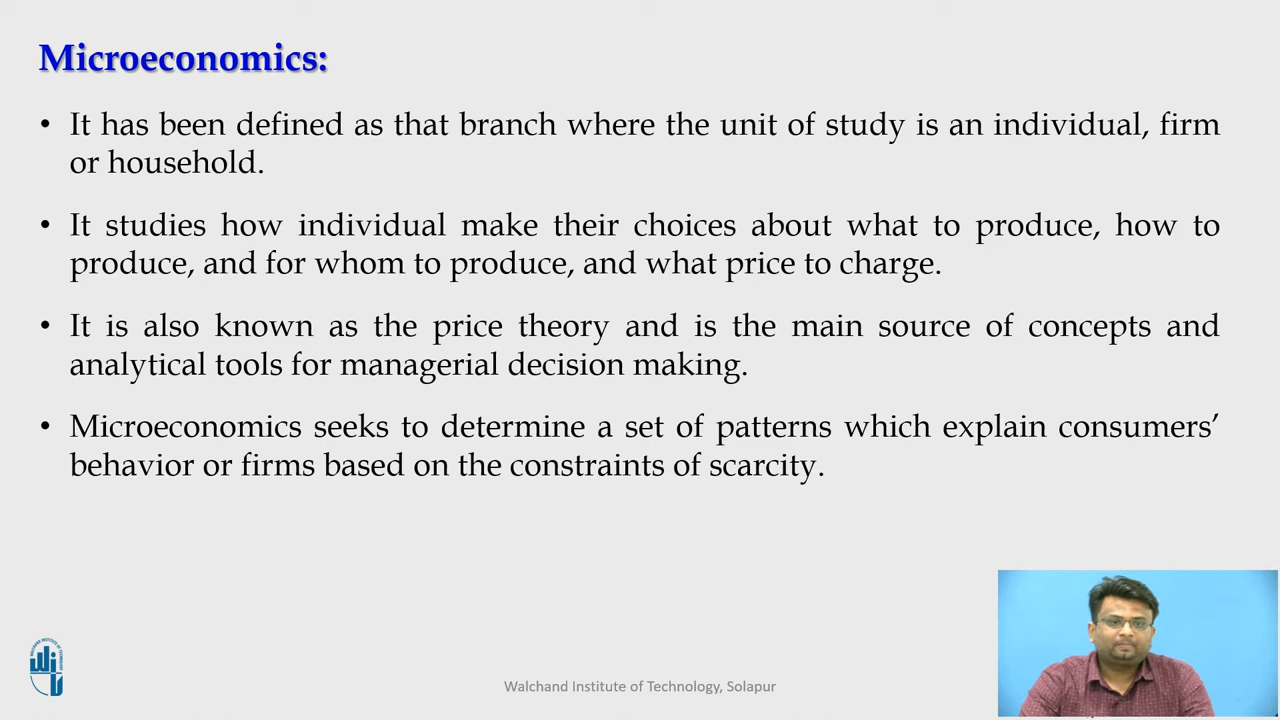 Microeconomics:
• It has been defined as that branch where the unit of study is an individual, firm
or household.
• It studies how individual make their choices about what to produce, how to
produce, and for whom to produce, and what price to charge.
• It is also known as the price theory and is the main source of concepts and
analytical tools for managerial decision making.
• Microeconomics seeks to determine a set of patterns which explain consumers’
behavior or firms based on the constraints of scarcity.
Walchand Institute of Technology, Solapur